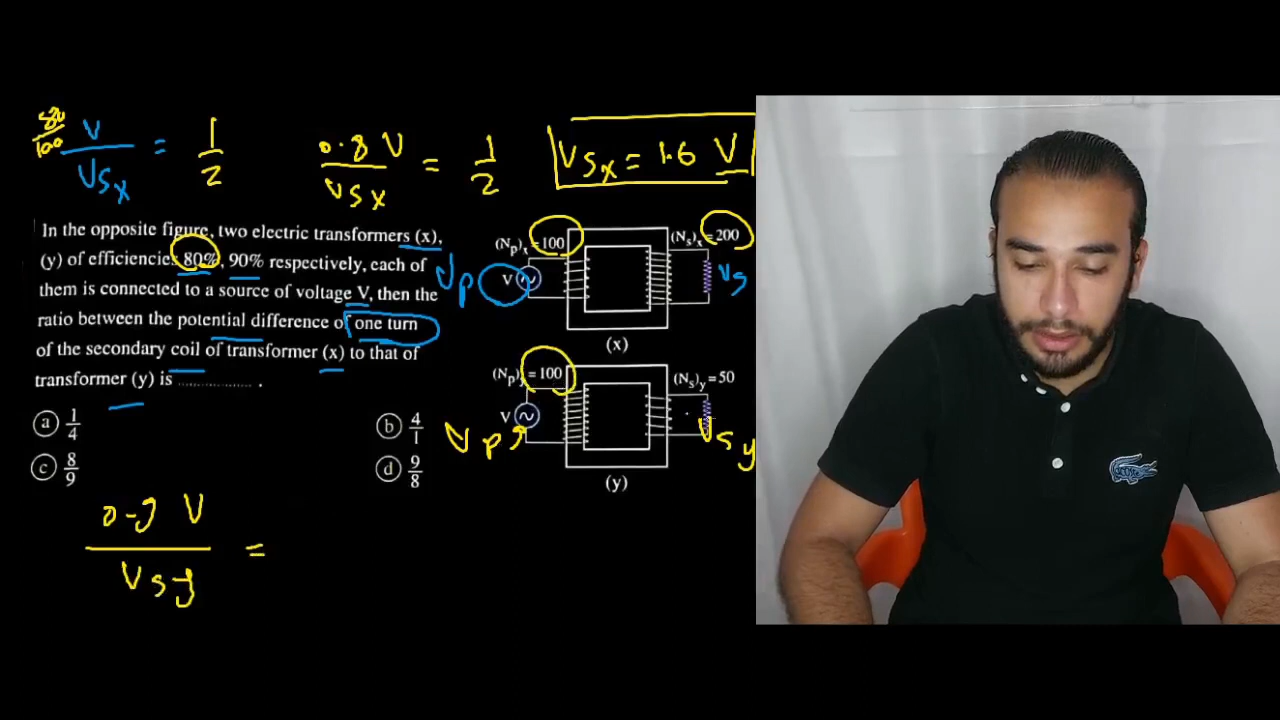 80/100 V/VSx = 1/2
0.8 V/VSx = 1/2
VSx = 1.6 V
In the opposite figure, two electric transformers (x),
(y) of efficiencies 80%, 90% respectively, each of
them is connected to a source of voltage V, then the
ratio between the potential difference of one turn
of the secondary coil of transformer (x) to that of
transformer (y) is .................. .
a 1/4
b 4/1
c 8/9
d 9/8
(Np)x =100
(Ns)x =200
Vp V
Vs
(x)
(Np)y =100
(Ns)y =50
V
Vp
Vsy
(y)
0.9 V/Vsy =